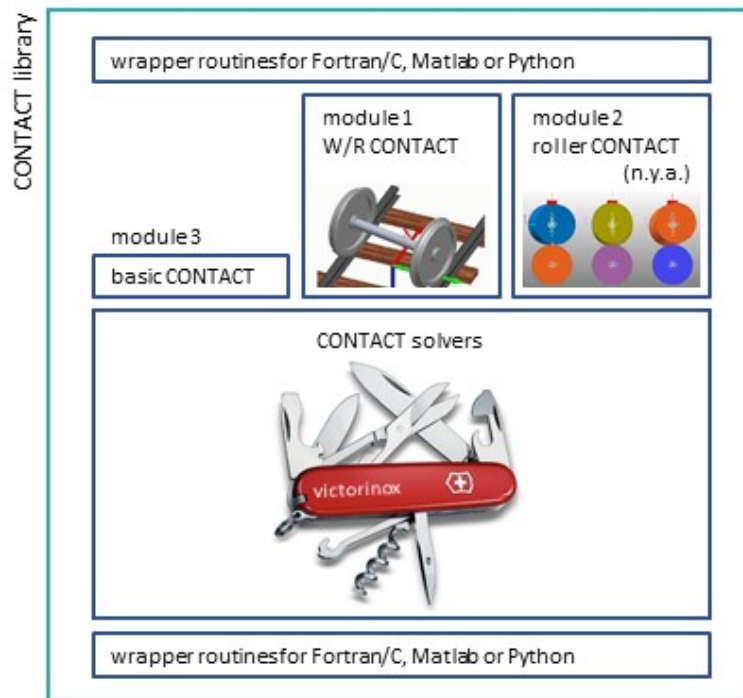 CONTACT library
wrapper routinesfor Fortran/C, Matlab or Python
module 1
W/R CONTACT
module 2
roller CONTACT
(n.y.a.)
module 3
basic CONTACT
CONTACT solvers
victorinox
wrapper routinesfor Fortran/C, Matlab or Python